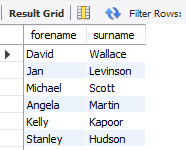 Result Grid Filter Rows:
forename surname
David Wallace
Jan Levinson
Michael Scott
Angela Martin
Kelly Kapoor
Stanley Hudson